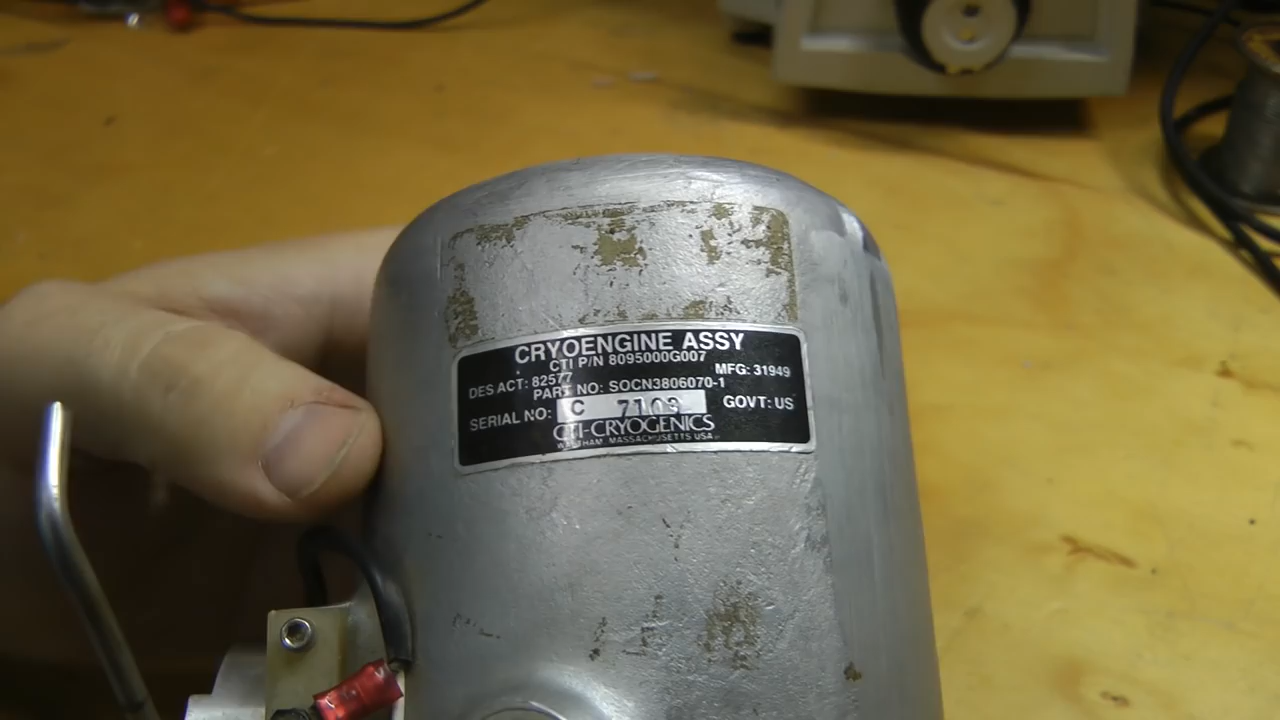 CRYOENGINE ASSY
CTI P/N 8095000G007
DES ACT: 82577 MFG: 31949
PART NO: SOCN3806070-1
SERIAL NO: C 7103 GOVT: US
CTI-CRYOGENICS
WALTHAM, MASSACHUSETTS USA